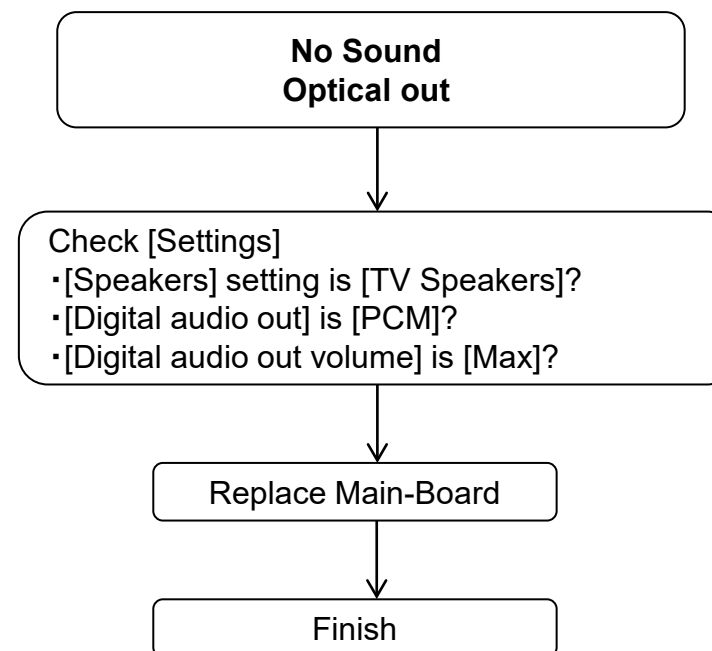 No Sound
Optical out
Check [Settings]
・[Speakers] setting is [TV Speakers]?
・[Digital audio out] is [PCM]?
・[Digital audio out volume] is [Max]?
Replace Main-Board
Finish